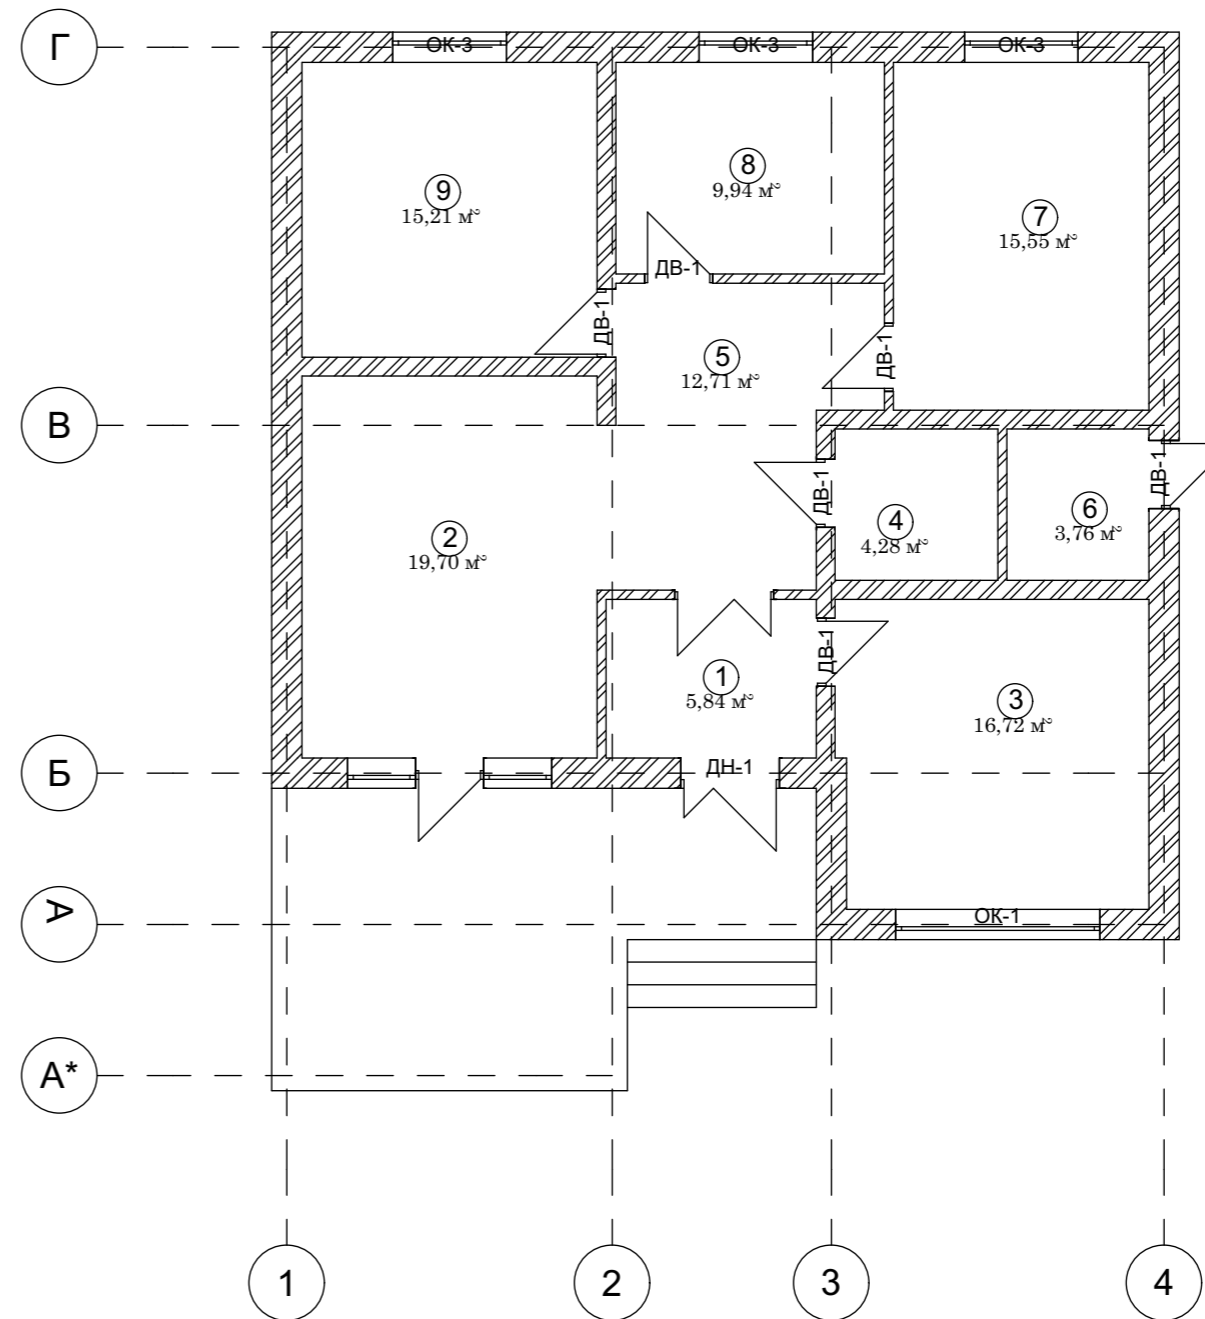 Г
ОК-3
ОК-3
ОК-3
8
9,94 м²
9
15,21 м²
7
15,55 м²
ДВ-1
ДВ-1
5
12,71 м²
ДВ-1
В
ДВ-1
ДВ-1
4
4,28 м²
6
3,76 м²
2
19,70 м²
ДВ-1
1
5,84 м²
3
16,72 м²
Б
ДН-1
А
ОК-1
А*
1
2
3
4